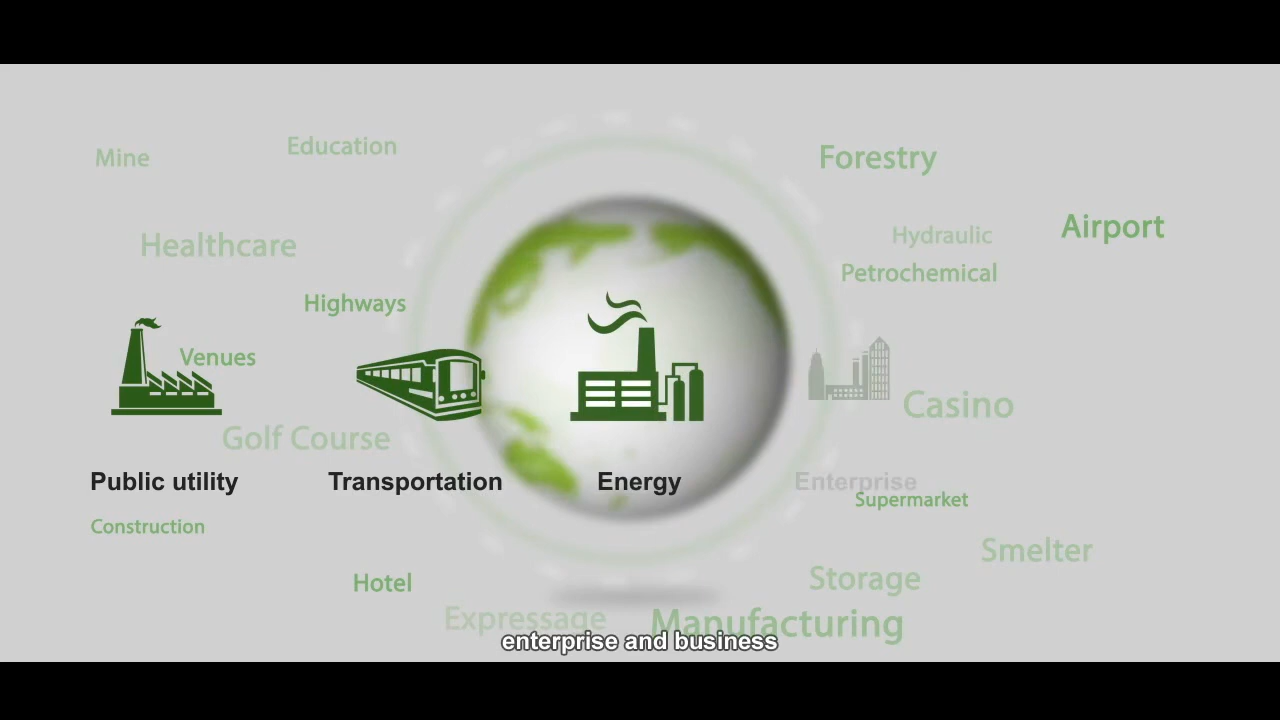 Education
Mine
Forestry
Airport
Hydraulic
Healthcare
Petrochemical
Highways
Venues
Casino
Golf Course
Public utility
Transportation
Energy
Enterprise
Supermarket
Construction
Smelter
Storage
Hotel
Expressage
Manufacturing
enterprise and business